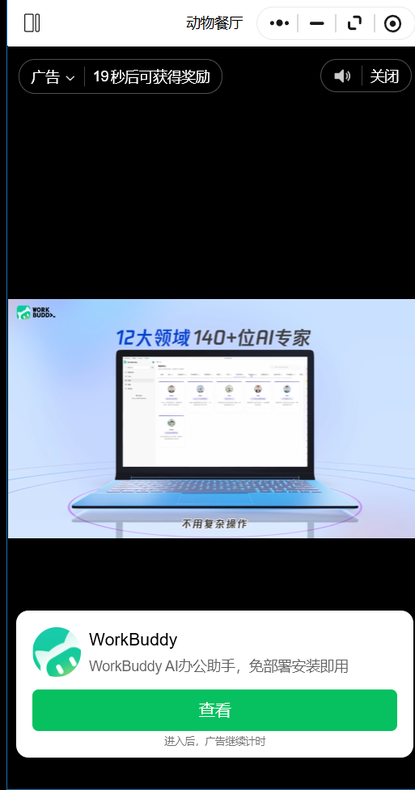 动物餐厅
广告
19秒后可获得奖励
关闭
WORK
BUDDY
12大领域 140+位AI专家
不用复杂操作
WorkBuddy
WorkBuddy AI办公助手，免部署安装即用
查看
进入后，广告继续计时